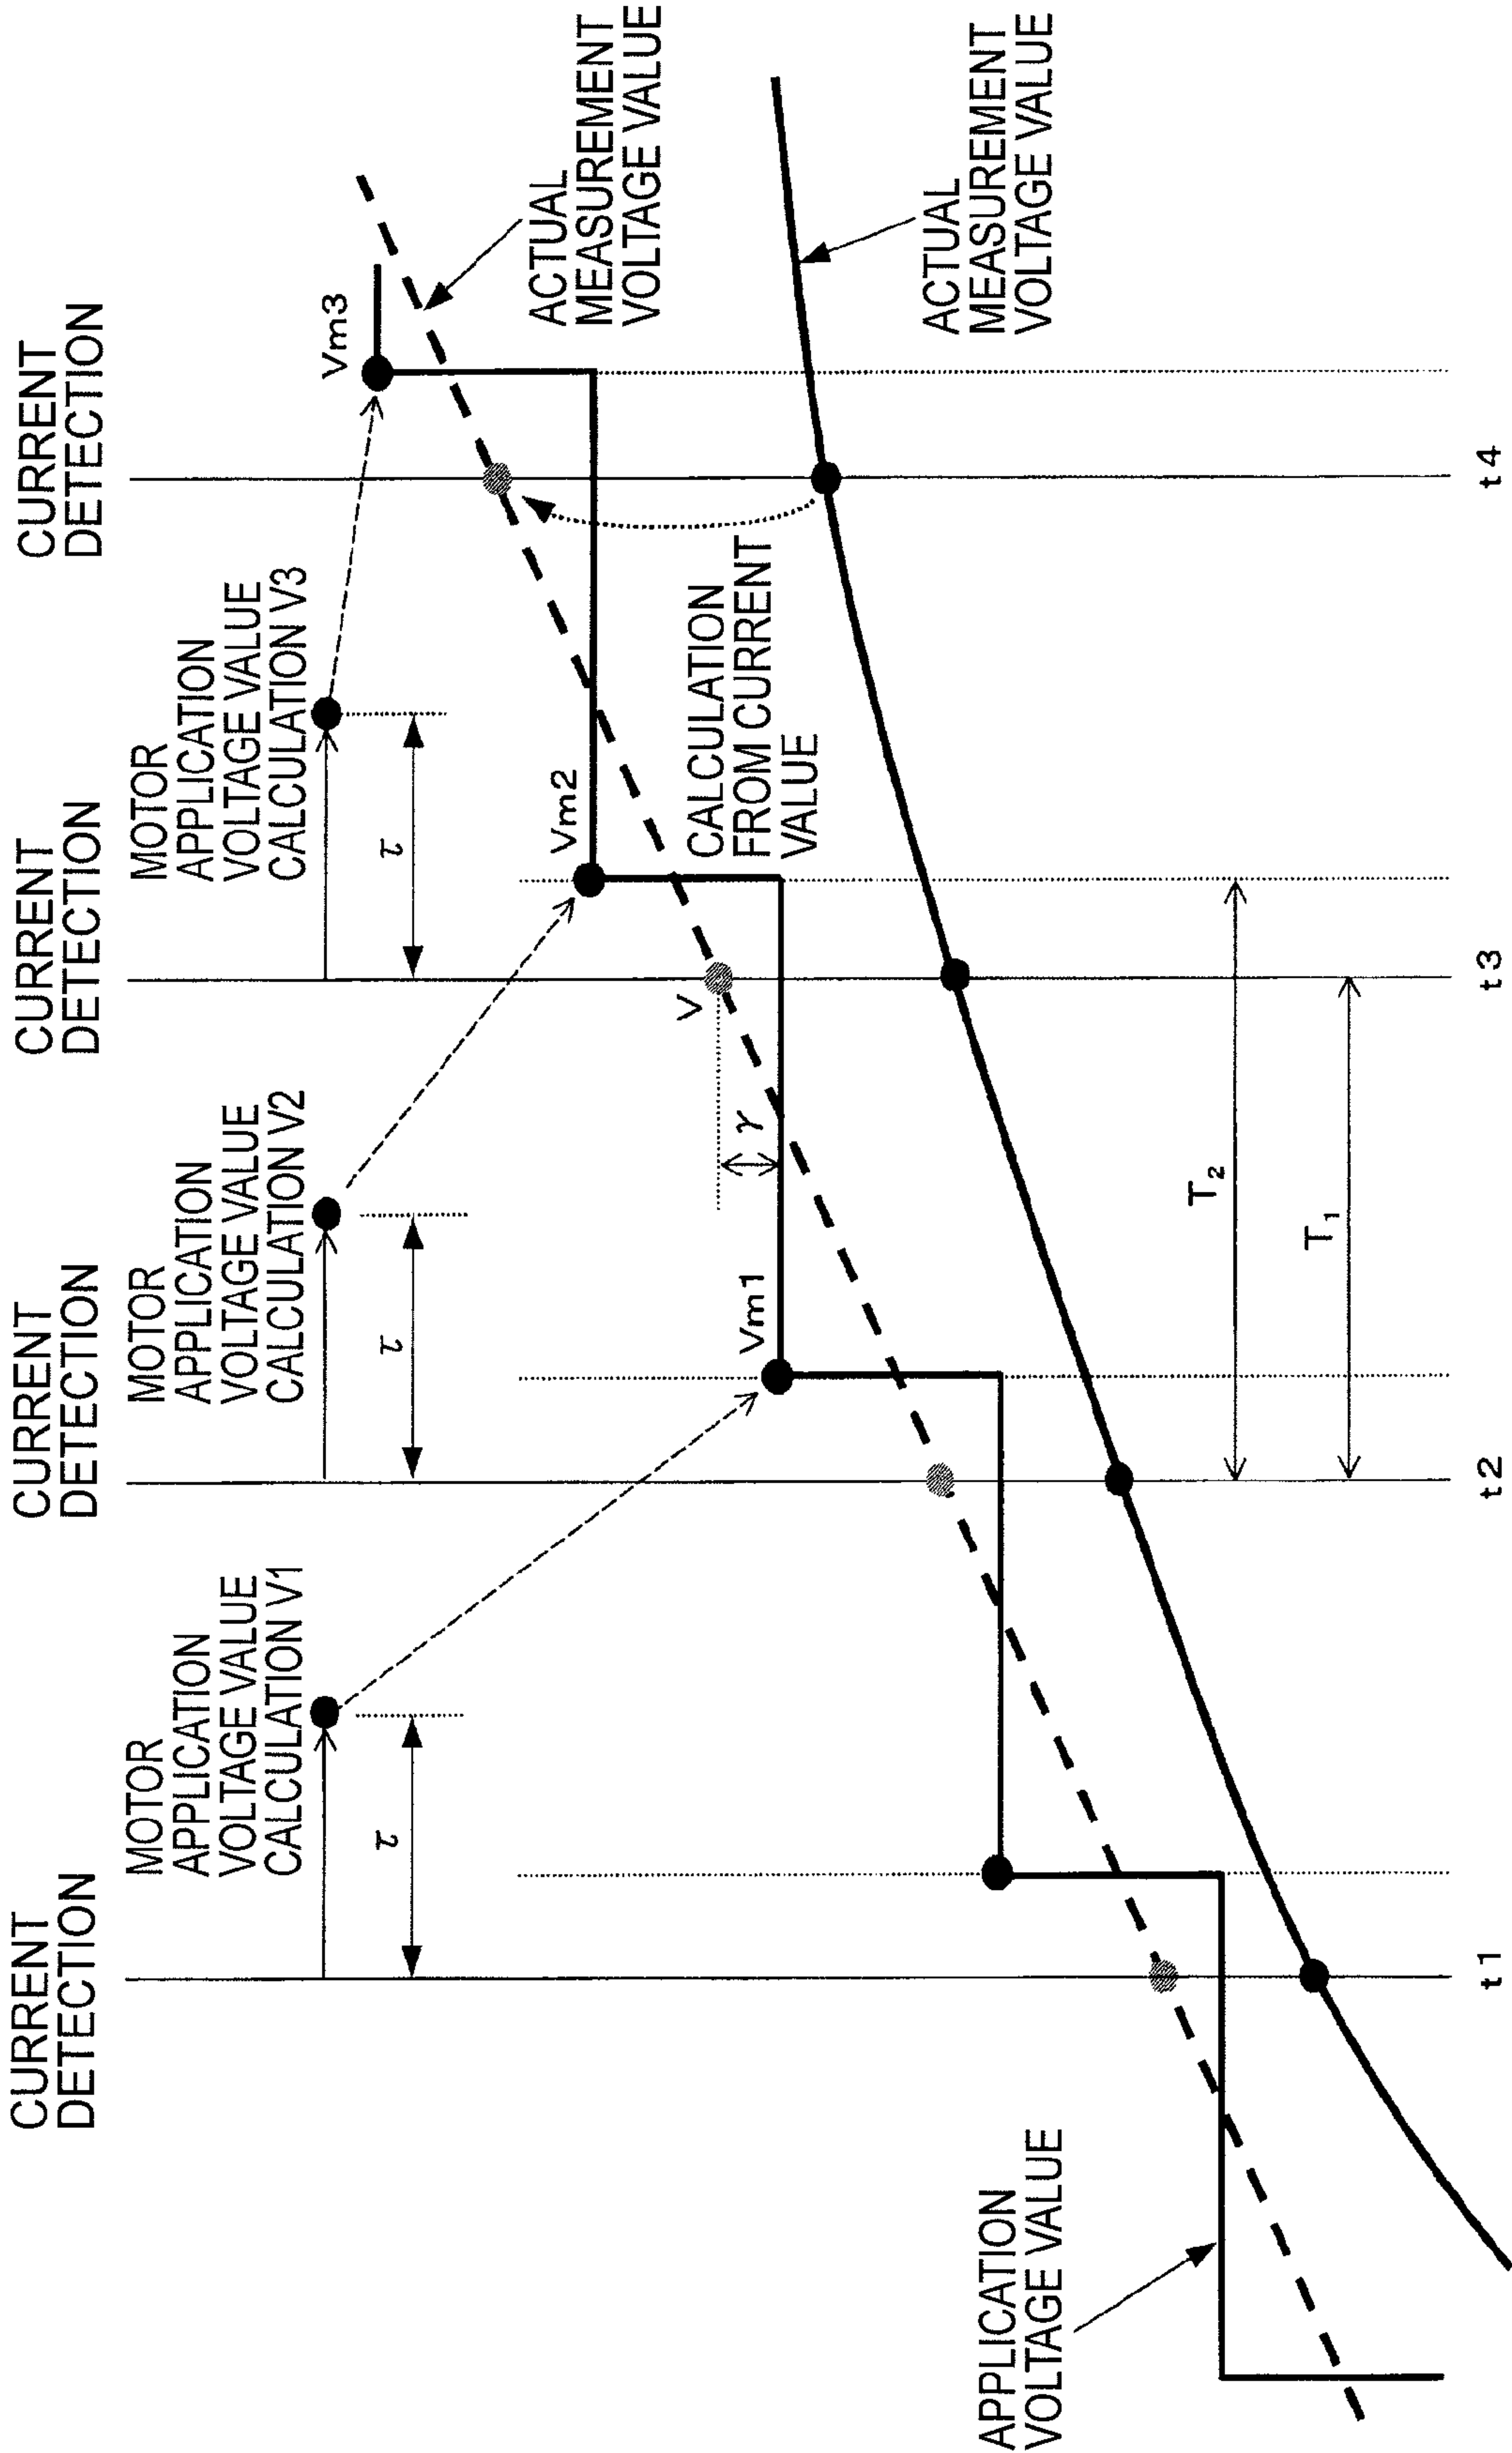 CURRENT
DETECTION
CURRENT
DETECTION
CURRENT
DETECTION
CURRENT
DETECTION
MOTOR
APPLICATION
VOLTAGE VALUE
CALCULATION V1
MOTOR
APPLICATION
VOLTAGE VALUE
CALCULATION V2
MOTOR
APPLICATION
VOLTAGE VALUE
CALCULATION V3
τ
τ
τ
Vm3
ACTUAL
MEASUREMENT
VOLTAGE VALUE
Vm2
CALCULATION
FROM CURRENT
VALUE
V
γ
Vm1
ACTUAL
MEASUREMENT
VOLTAGE VALUE
APPLICATION
VOLTAGE VALUE
T₂
T₁
t1
t2
t3
t4